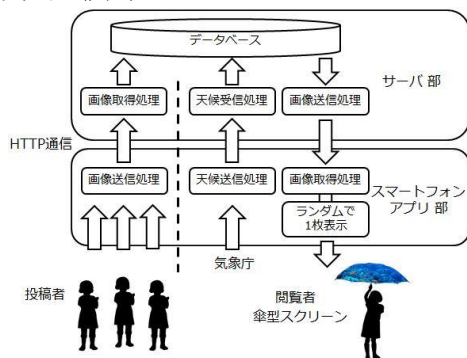 データベース
サーバ 部
画像取得処理
天候受信処理
画像送信処理
HTTP通信
画像送信処理
天候送信処理
画像取得処理
スマートフォン
アプリ 部
ランダムで
1枚表示
気象庁
投稿者
閲覧者
傘型スクリーン